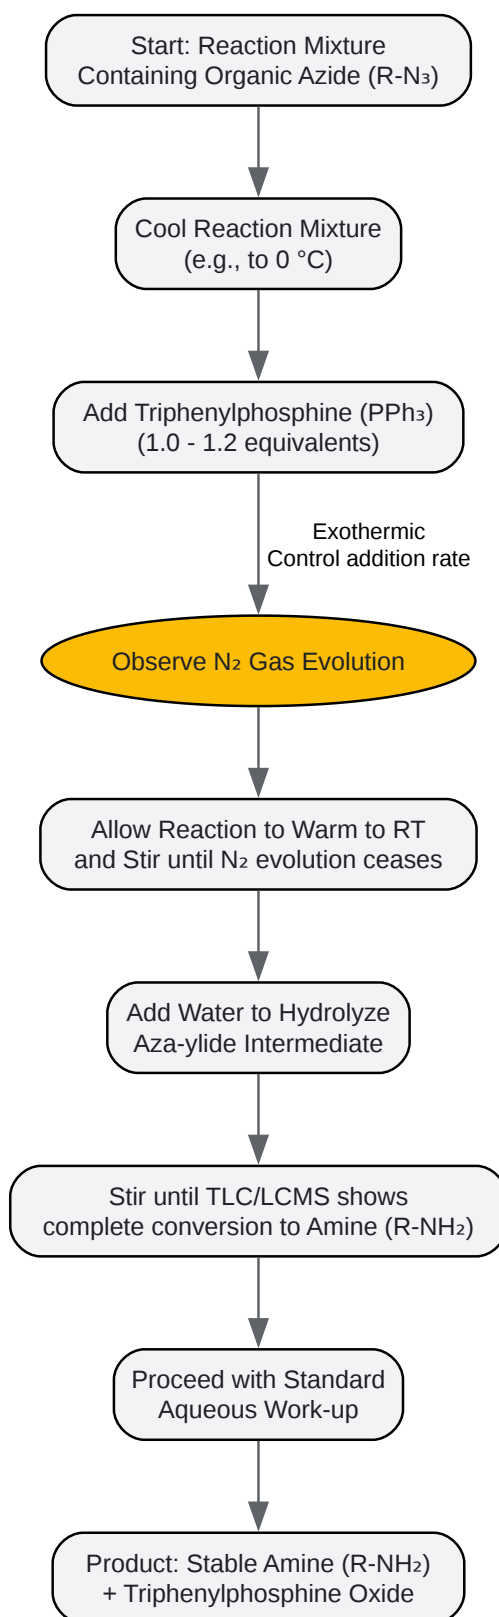 Start: Reaction Mixture
Containing Organic Azide (R-N₃)
Cool Reaction Mixture
(e.g., to 0 °C)
Add Triphenylphosphine (PPh₃)
(1.0 - 1.2 equivalents)
Exothermic
Control addition rate
Observe N₂ Gas Evolution
Allow Reaction to Warm to RT
and Stir until N₂ evolution ceases
Add Water to Hydrolyze
Aza-ylide Intermediate
Stir until TLC/LCMS shows
complete conversion to Amine (R-NH₂)
Proceed with Standard
Aqueous Work-up
Product: Stable Amine (R-NH₂)
+ Triphenylphosphine Oxide